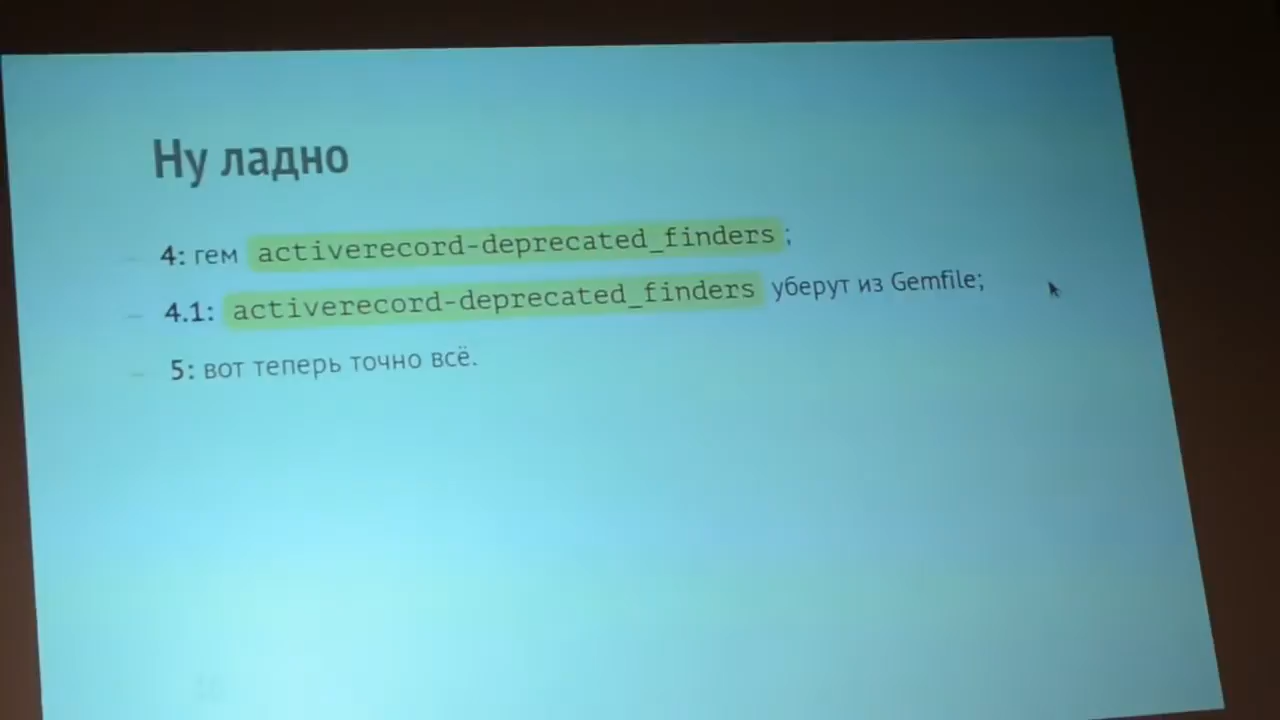 Ну ладно
4: гем activerecord-deprecated_finders;
4.1: activerecord-deprecated_finders уберут из Gemfile;
5: вот теперь точно всё.